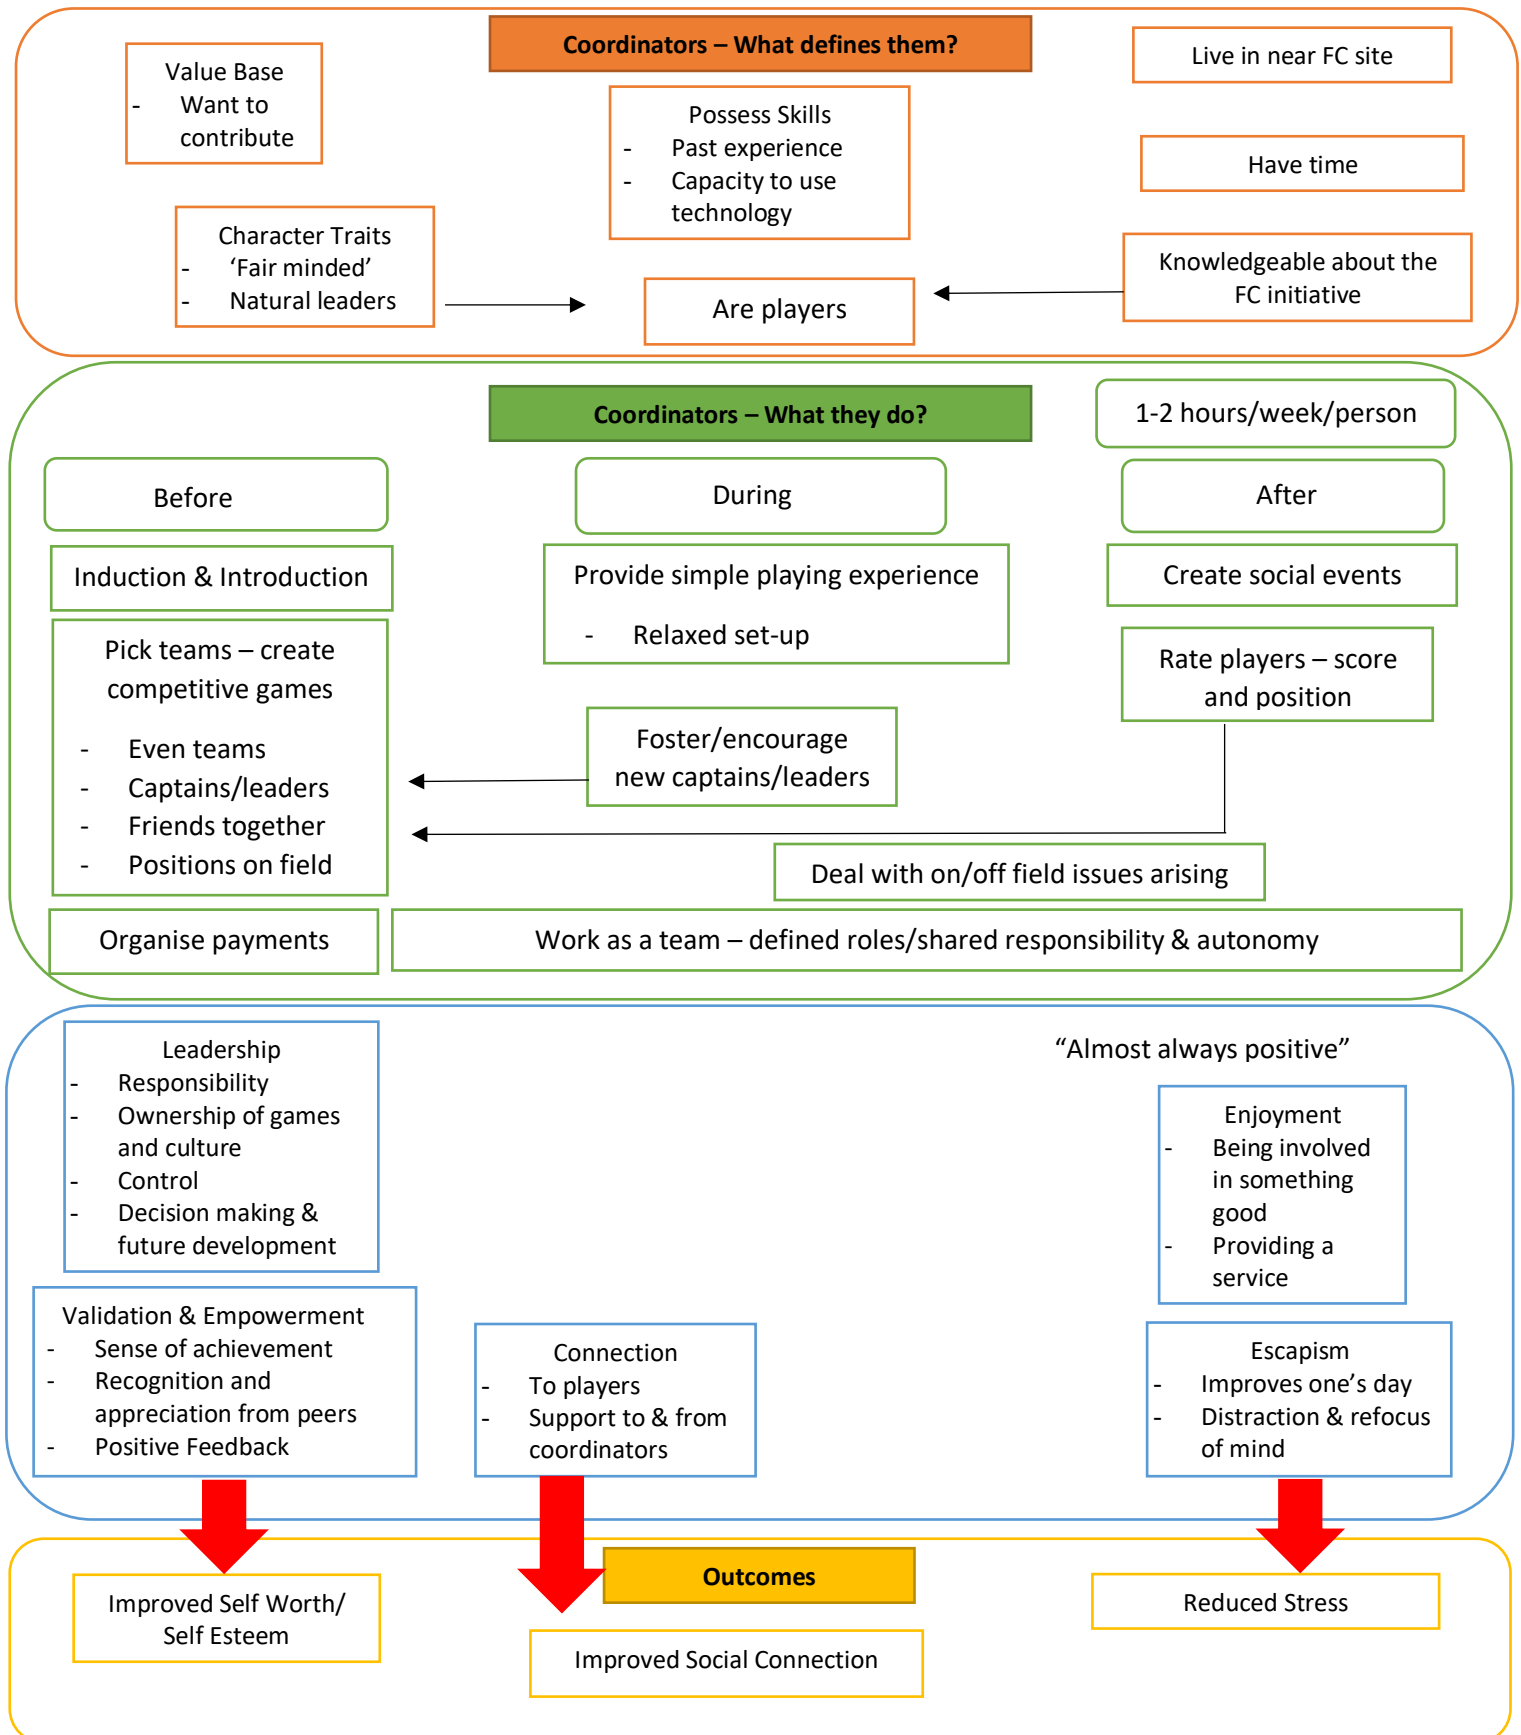 Coordinators – What defines them?
Value Base
- Want to
contribute
Possess Skills
- Past experience
- Capacity to use
technology
Live in near FC site
Have time
Character Traits
- ‘Fair minded’
- Natural leaders
Are players
Knowledgeable about the
FC initiative
Coordinators – What they do?
1-2 hours/week/person
Before
During
After
Induction & Introduction
Provide simple playing experience
- Relaxed set-up
Create social events
Pick teams – create
competitive games
- Even teams
- Captains/leaders
- Friends together
- Positions on field
Foster/encourage
new captains/leaders
Rate players – score
and position
Deal with on/off field issues arising
Organise payments
Work as a team – defined roles/shared responsibility & autonomy
Leadership
- Responsibility
- Ownership of games
and culture
- Control
- Decision making &
future development
“Almost always positive”
Enjoyment
- Being involved
in something
good
- Providing a
service
Validation & Empowerment
- Sense of achievement
- Recognition and
appreciation from peers
- Positive Feedback
Connection
- To players
- Support to & from
coordinators
Escapism
- Improves one’s day
- Distraction & refocus
of mind
Outcomes
Improved Self Worth/
Self Esteem
Improved Social Connection
Reduced Stress